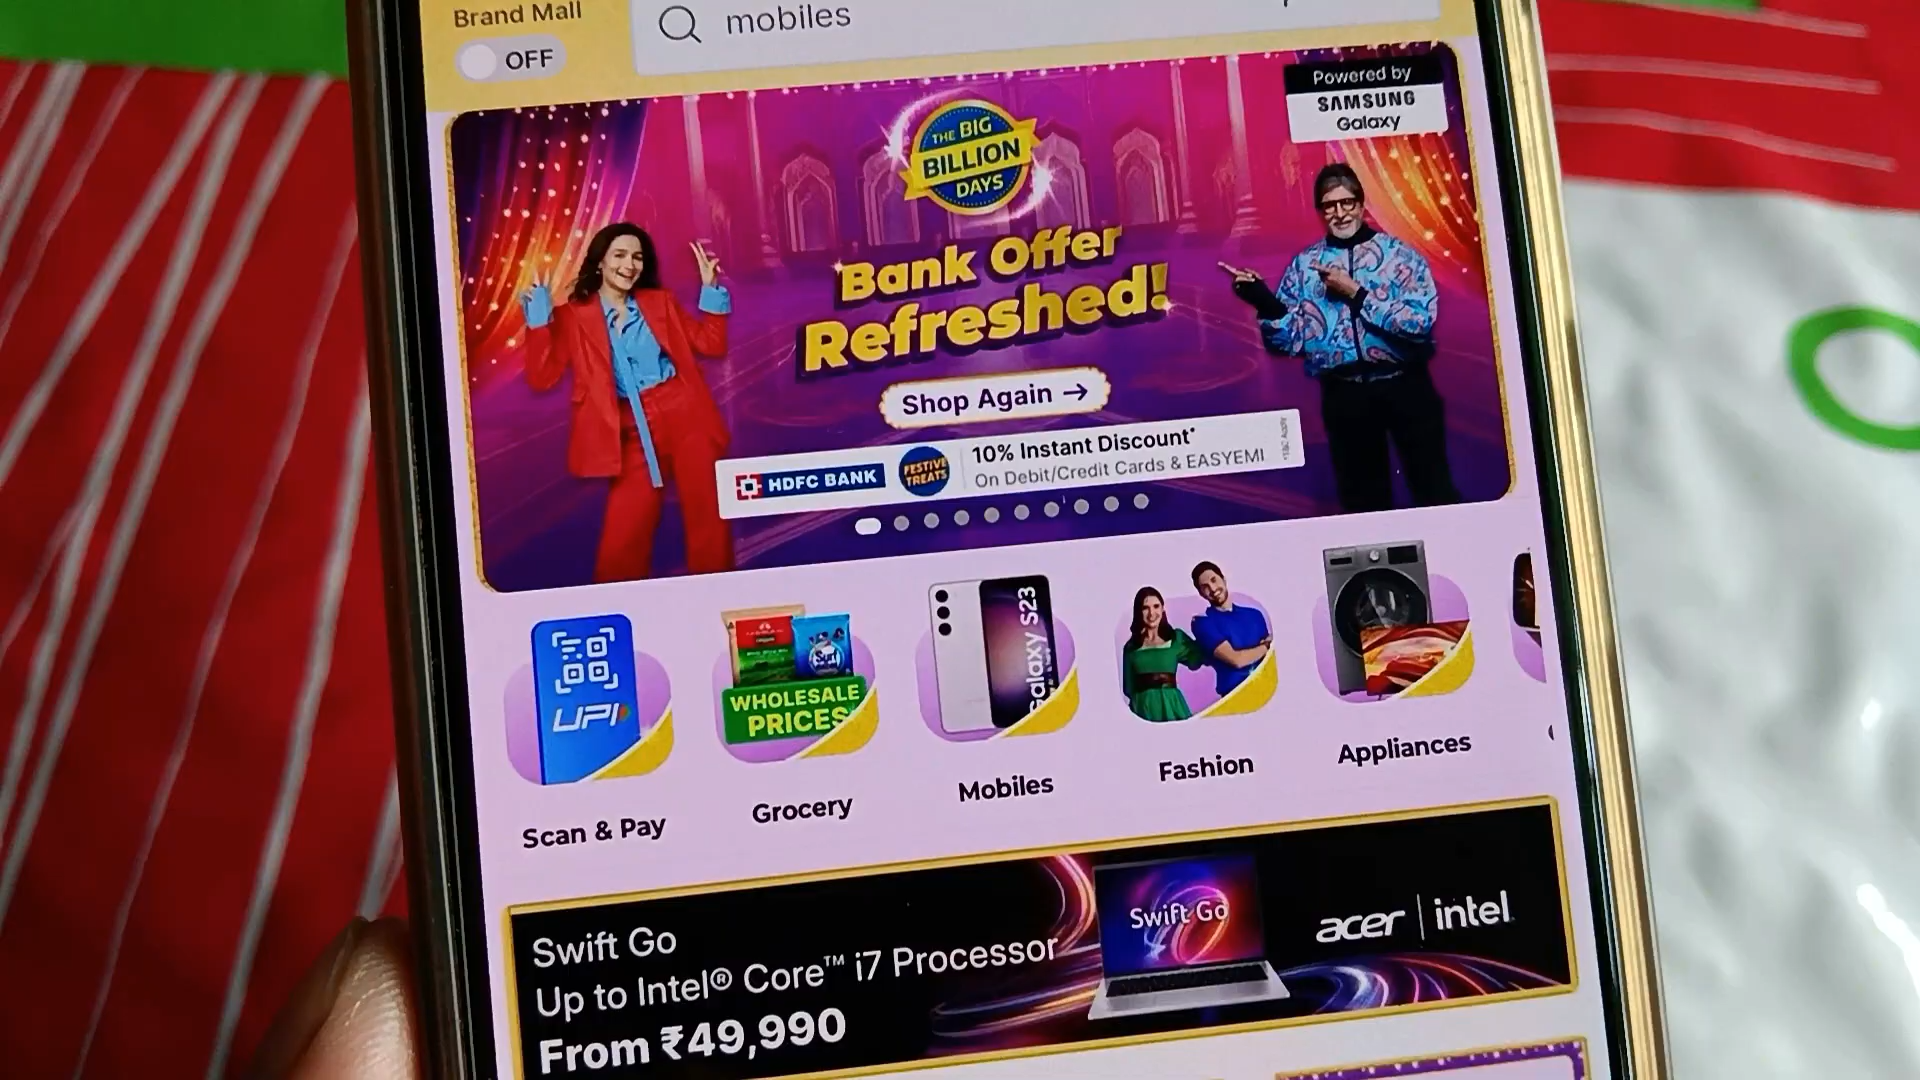 Brand Mall
OFF
mobiles
Powered by
SAMSUNG
Galaxy
THE BIG
BILLION
DAYS
Bank Offer
Refreshed!
Shop Again →
HDFC BANK
FESTIVE
TREATS
10% Instant Discount*
On Debit/Credit Cards & EASYEMI
*T&C Apply
UPI
Surf
WHOLESALE
PRICES
Galaxy S23
Scan & Pay
Grocery
Mobiles
Fashion
Appliances
Swift Go
Up to Intel® Core™ i7 Processor
From ₹49,990
Swift Go
acer | intel